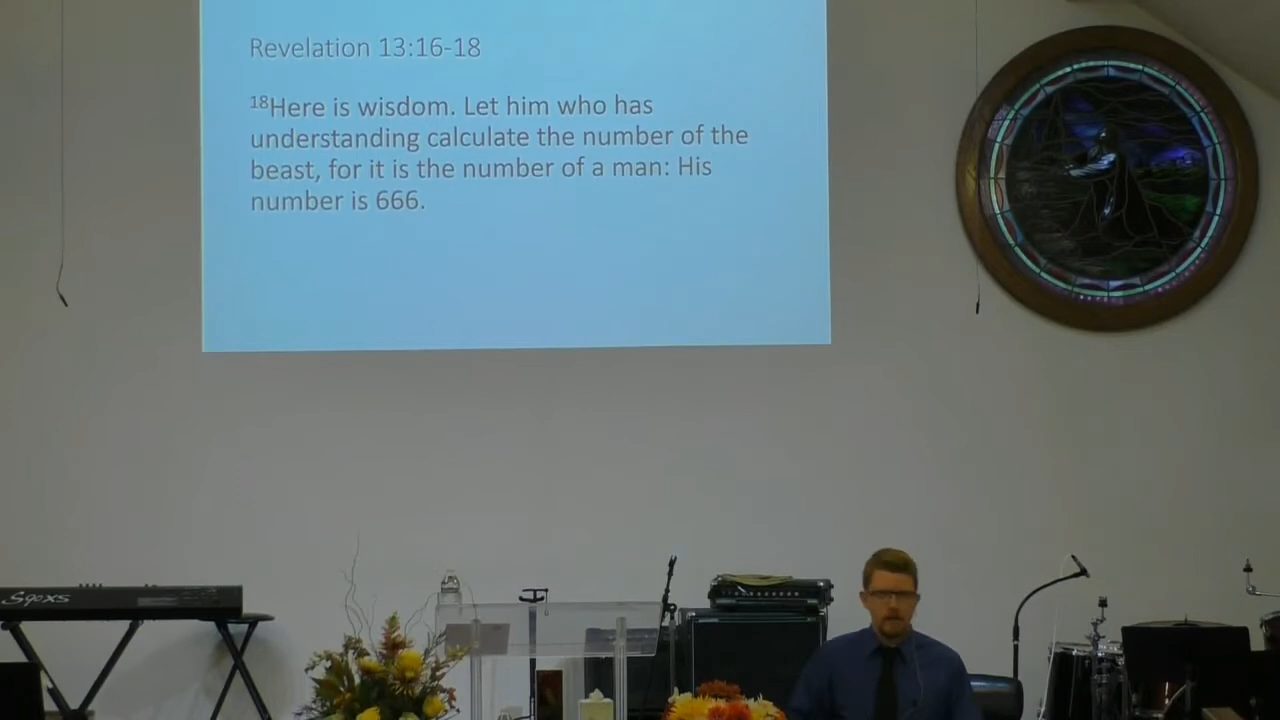 Revelation 13:16-18
18Here is wisdom. Let him who has
understanding calculate the number of the
beast, for it is the number of a man: His
number is 666.
S90XS